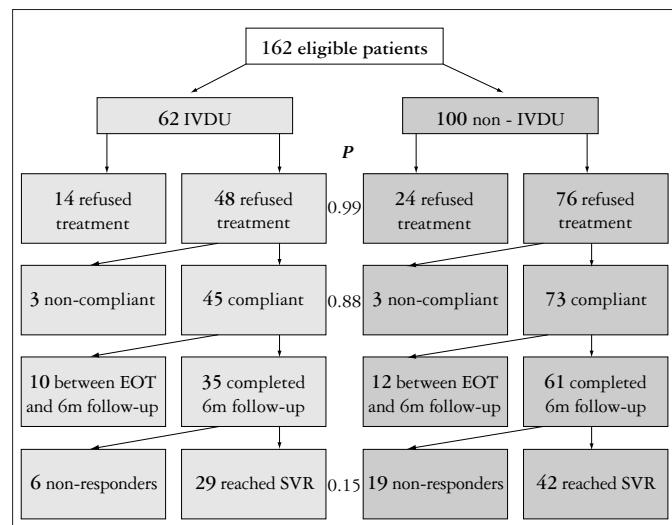 162 eligible patients
62 IVDU
100 non - IVDU
P
14 refused
treatment
48 refused
treatment
0.99
24 refused
treatment
76 refused
treatment
3 non-compliant
45 compliant
0.88
3 non-compliant
73 compliant
10 between EOT
and 6m follow-up
35 completed
6m follow-up
12 between EOT
and 6m follow-up
61 completed
6m follow-up
6 non-responders
29 reached SVR
0.15
19 non-responders
42 reached SVR